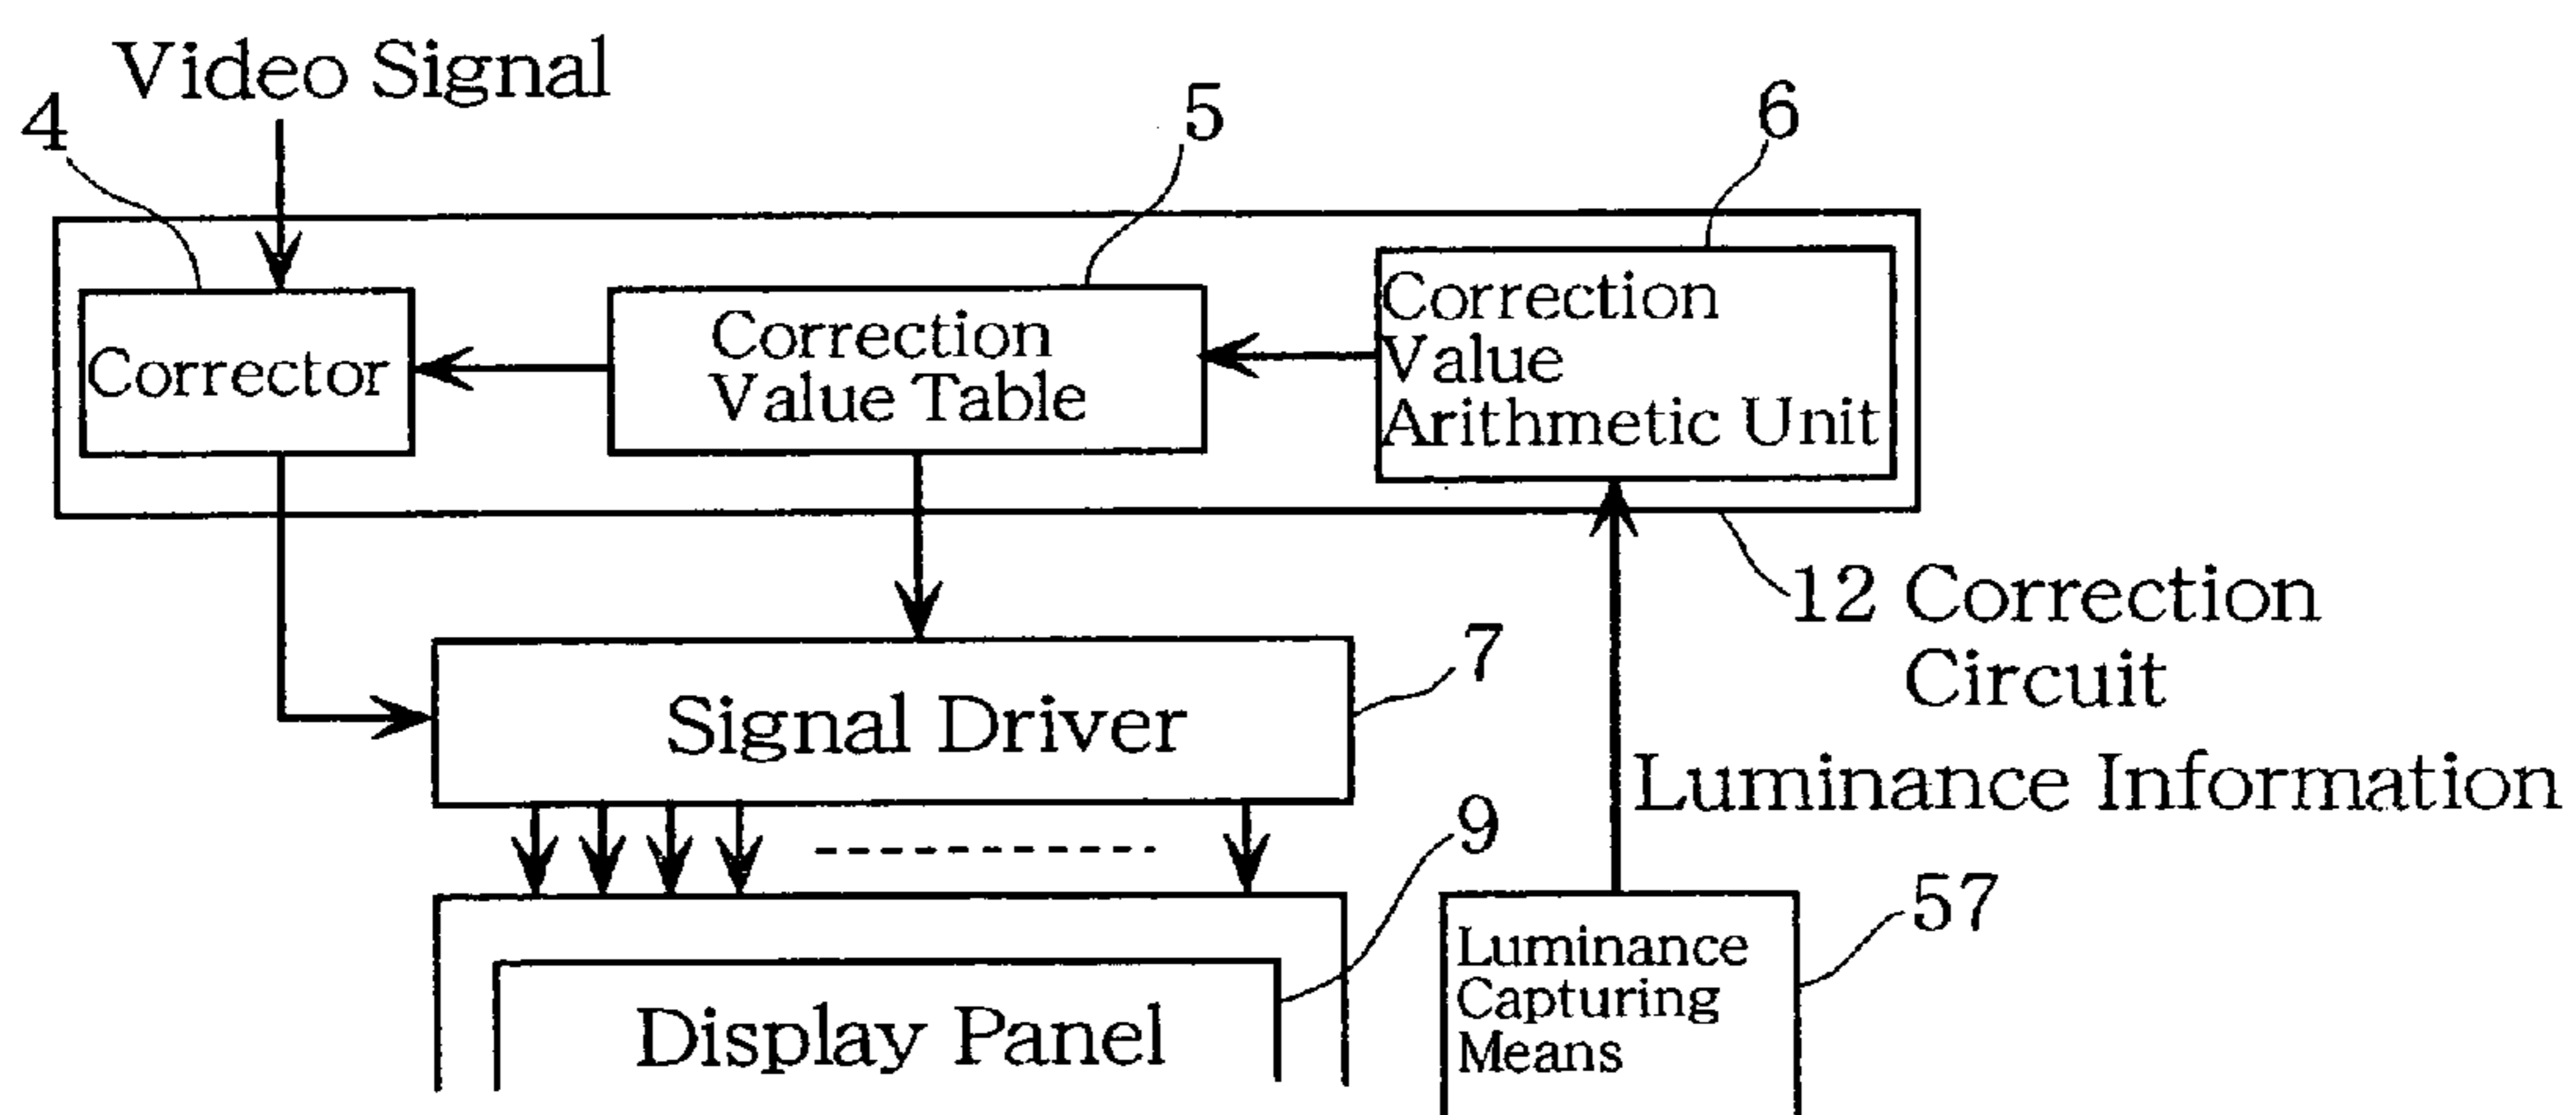 Video Signal
4
5
6
Corrector
Correction
Value Table
Correction
Value
Arithmetic Unit
12 Correction
Circuit
7
Signal Driver
Luminance Information
9
57
Display Panel
Luminance
Capturing
Means